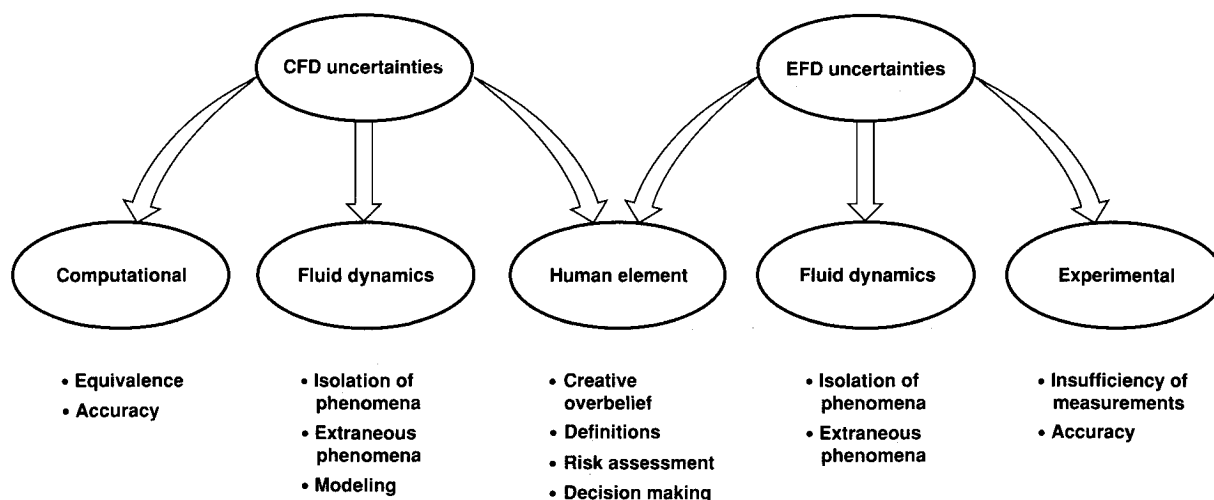 CFD uncertainties
EFD uncertainties
Computational
Fluid dynamics
Human element
Fluid dynamics
Experimental
• Equivalence
• Accuracy
• Isolation of
phenomena
• Extraneous
phenomena
• Modeling
• Creative
overbelief
• Definitions
• Risk assessment
• Decision making
• Isolation of
phenomena
• Extraneous
phenomena
• Insufficiency of
measurements
• Accuracy